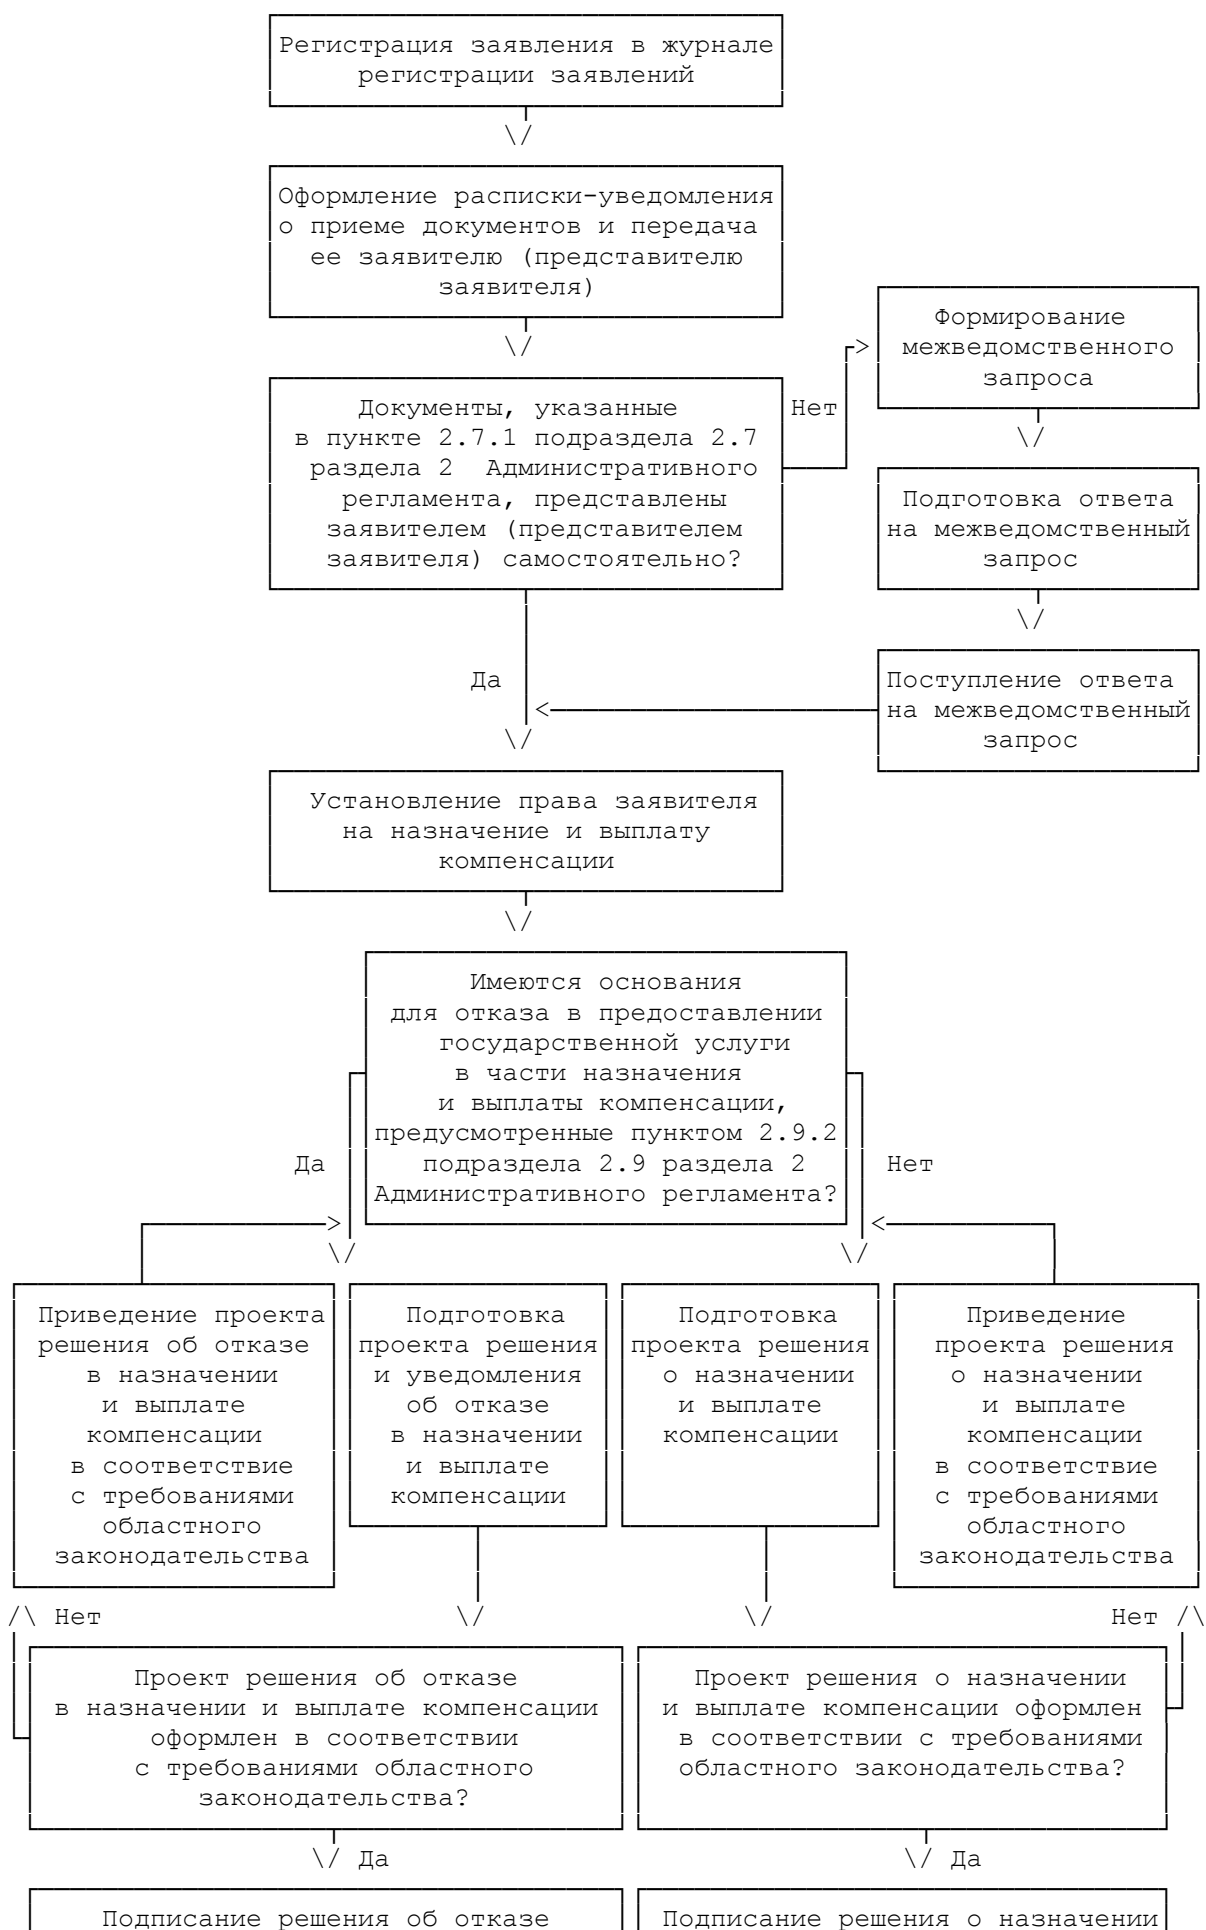 Регистрация заявления в журнале
регистрации заявлений
Оформление расписки-уведомления
о приеме документов и передача
ее заявителю (представителю
заявителя)
Формирование
межведомственного
запроса
Документы, указанные
в пункте 2.7.1 подраздела 2.7
раздела 2 Административного
регламента, представлены
заявителем (представителем
заявителя) самостоятельно?
Нет
Подготовка ответа
на межведомственный
запрос
Да
Поступление ответа
на межведомственный
запрос
Установление права заявителя
на назначение и выплату
компенсации
Имеются основания
для отказа в предоставлении
государственной услуги
в части назначения
и выплаты компенсации,
предусмотренные пунктом 2.9.2
подраздела 2.9 раздела 2
Административного регламента?
Да
Нет
Приведение проекта
решения об отказе
в назначении
и выплате
компенсации
в соответствие
с требованиями
областного
законодательства
Подготовка
проекта решения
и уведомления
об отказе
в назначении
и выплате
компенсации
Подготовка
проекта решения
о назначении
и выплате
компенсации
Приведение
проекта решения
о назначении
и выплате
компенсации
в соответствие
с требованиями
областного
законодательства
Нет
Нет
Проект решения об отказе
в назначении и выплате компенсации
оформлен в соответствии
с требованиями областного
законодательства?
Проект решения о назначении
и выплате компенсации оформлен
в соответствии с требованиями
областного законодательства?
Да
Да
Подписание решения об отказе
Подписание решения о назначении